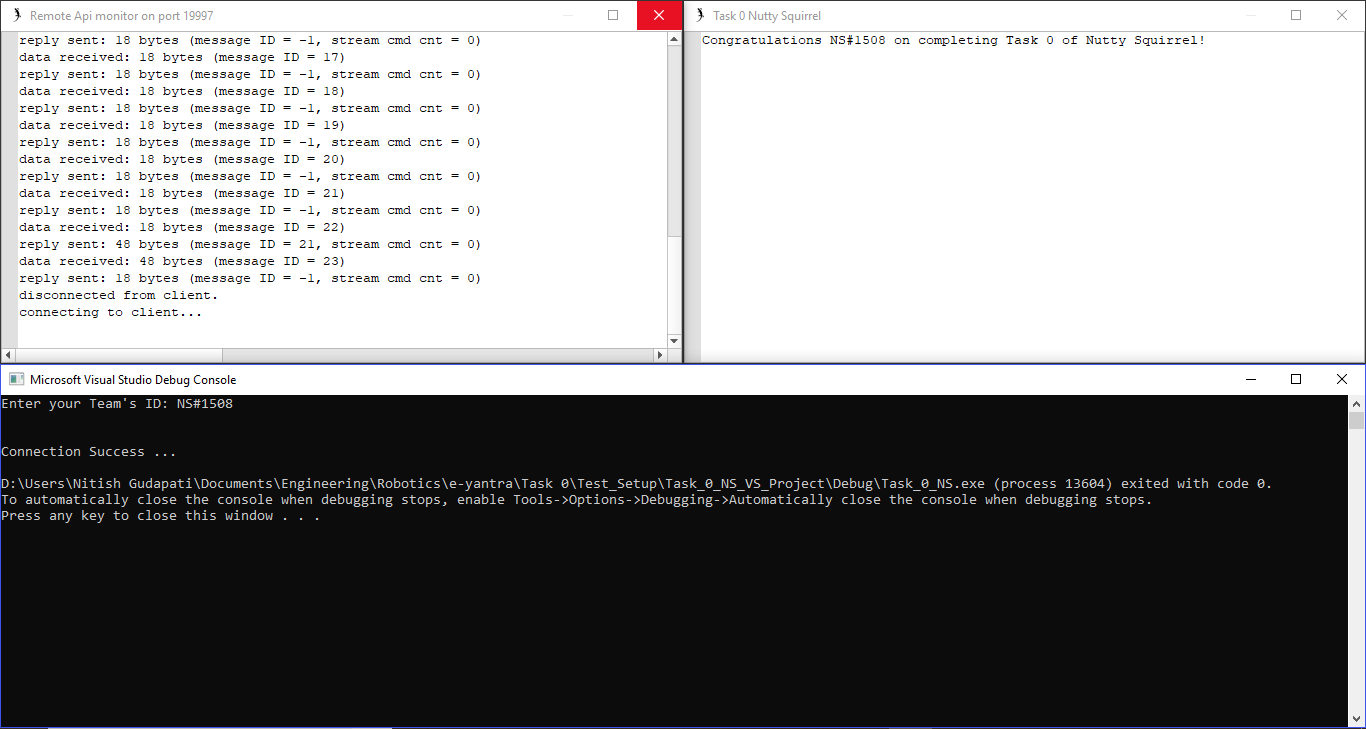 Remote Api monitor on port 19997
reply sent: 18 bytes (message ID = -1, stream cmd cnt = 0)
data received: 18 bytes (message ID = 17)
reply sent: 18 bytes (message ID = -1, stream cmd cnt = 0)
data received: 18 bytes (message ID = 18)
reply sent: 18 bytes (message ID = -1, stream cmd cnt = 0)
data received: 18 bytes (message ID = 19)
reply sent: 18 bytes (message ID = -1, stream cmd cnt = 0)
data received: 18 bytes (message ID = 20)
reply sent: 18 bytes (message ID = -1, stream cmd cnt = 0)
data received: 18 bytes (message ID = 21)
reply sent: 18 bytes (message ID = -1, stream cmd cnt = 0)
data received: 18 bytes (message ID = 22)
reply sent: 48 bytes (message ID = 21, stream cmd cnt = 0)
data received: 48 bytes (message ID = 23)
reply sent: 18 bytes (message ID = -1, stream cmd cnt = 0)
disconnected from client.
connecting to client...
Task 0 Nutty Squirrel
Congratulations NS#1508 on completing Task 0 of Nutty Squirrel!
Microsoft Visual Studio Debug Console
Enter your Team's ID: NS#1508
Connection Success ...
D:\Users\Nitish Gudapati\Documents\Engineering\Robotics\e-yantra\Task 0\Test_Setup\Task_0_NS_VS_Project\Debug\Task_0_NS.exe (process 13604) exited with code 0.
To automatically close the console when debugging stops, enable Tools->Options->Debugging->Automatically close the console when debugging stops.
Press any key to close this window . . .